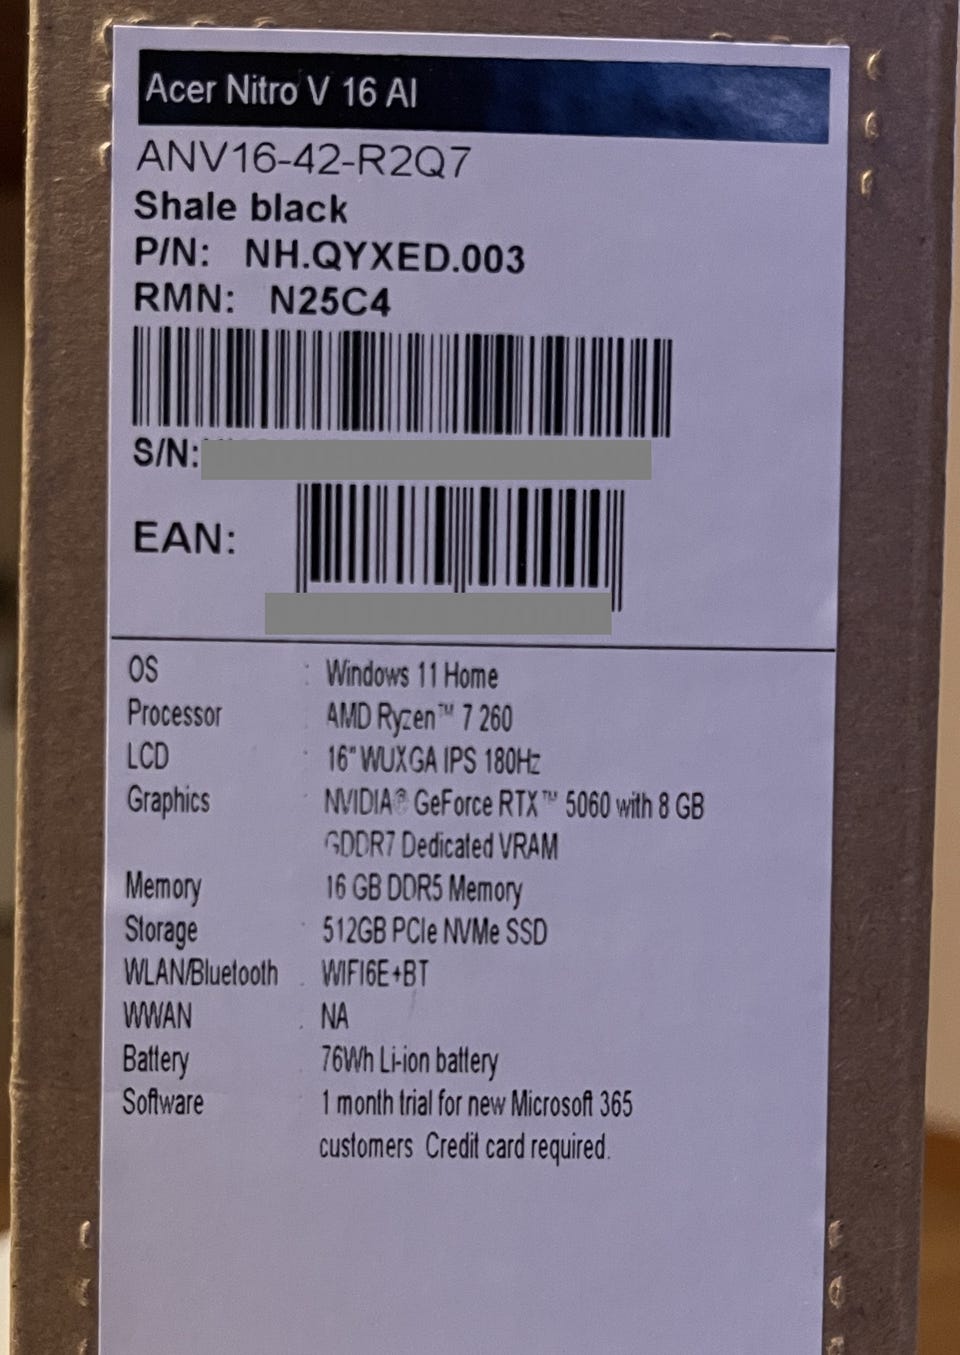 Acer Nitro V 16 AI
ANV16-42-R2Q7
Shale black
P/N: NH.QYXED.003
RMN: N25C4
S/N:
EAN:
OS : Windows 11 Home
Processor AMD Ryzen™ 7 260
LCD : 16" WUXGA IPS 180Hz
Graphics NVIDIA® GeForce RTX™ 5060 with 8 GB
GDDR7 Dedicated VRAM
Memory 16 GB DDR5 Memory
Storage : 512GB PCIe NVMe SSD
WLAN/Bluetooth : WIFI6E+BT
WWAN : NA
Battery 76Wh Li-ion battery
Software 1 month trial for new Microsoft 365
customers Credit card required.